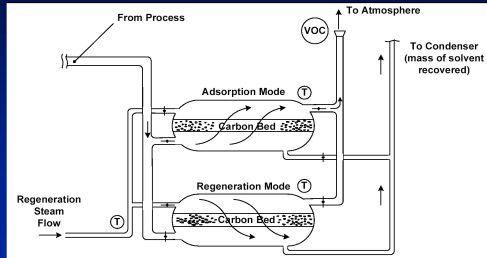 To Atmosphere
From Process
VOC
To Condenser
(mass of solvent
recovered)
Adsorption Mode
T
Carbon Bed
Regeneration Mode
T
Regeneration
Steam
Flow
T
Carbon Bed